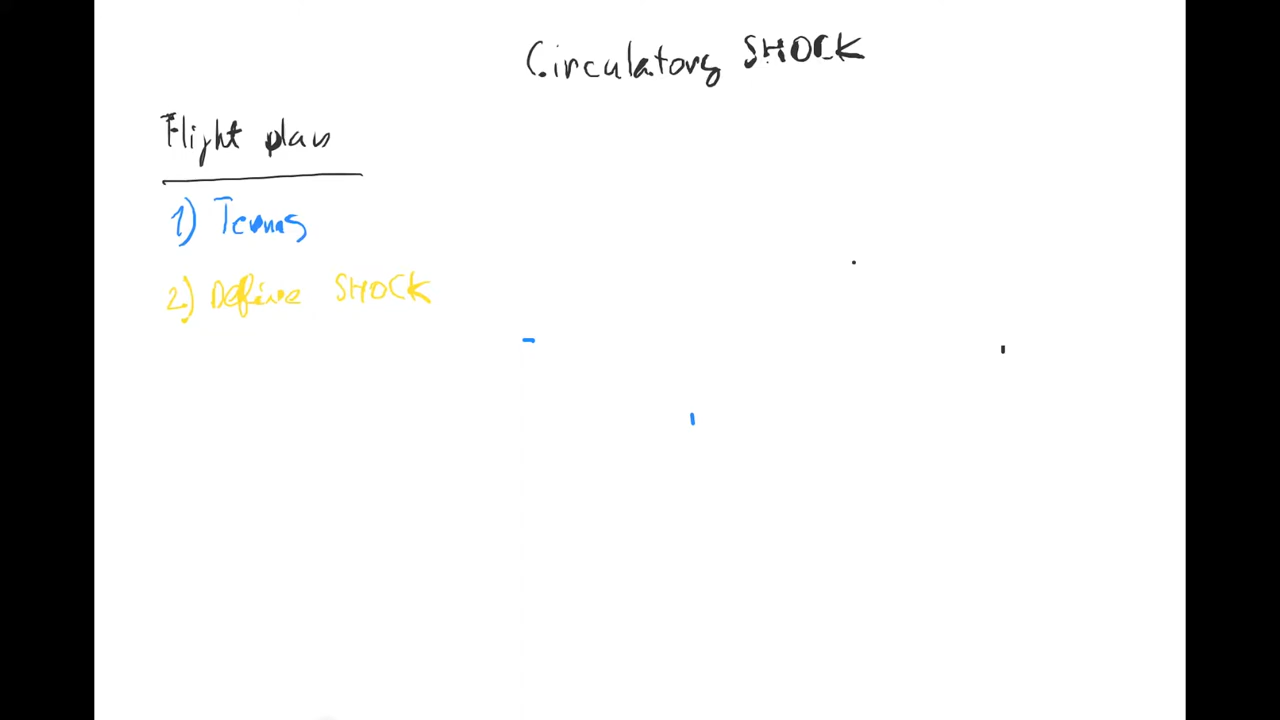 Circulatory SHOCK
Flight plan
1) Terms
2) Define SHOCK